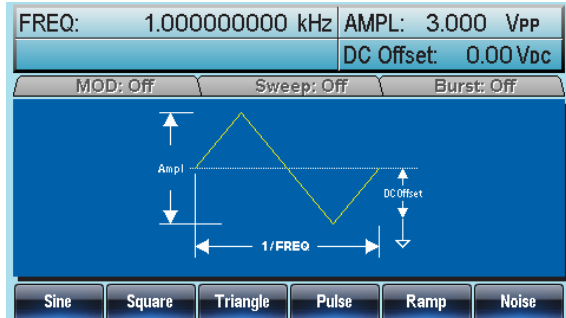 FREQ: 1.000000000 kHz AMPL: 3.000 VPP
DC Offset: 0.00 VDC
MOD: Off Sweep: Off Burst: Off
Ampl
DC Offset
1/FREQ
Sine Square Triangle Pulse Ramp Noise